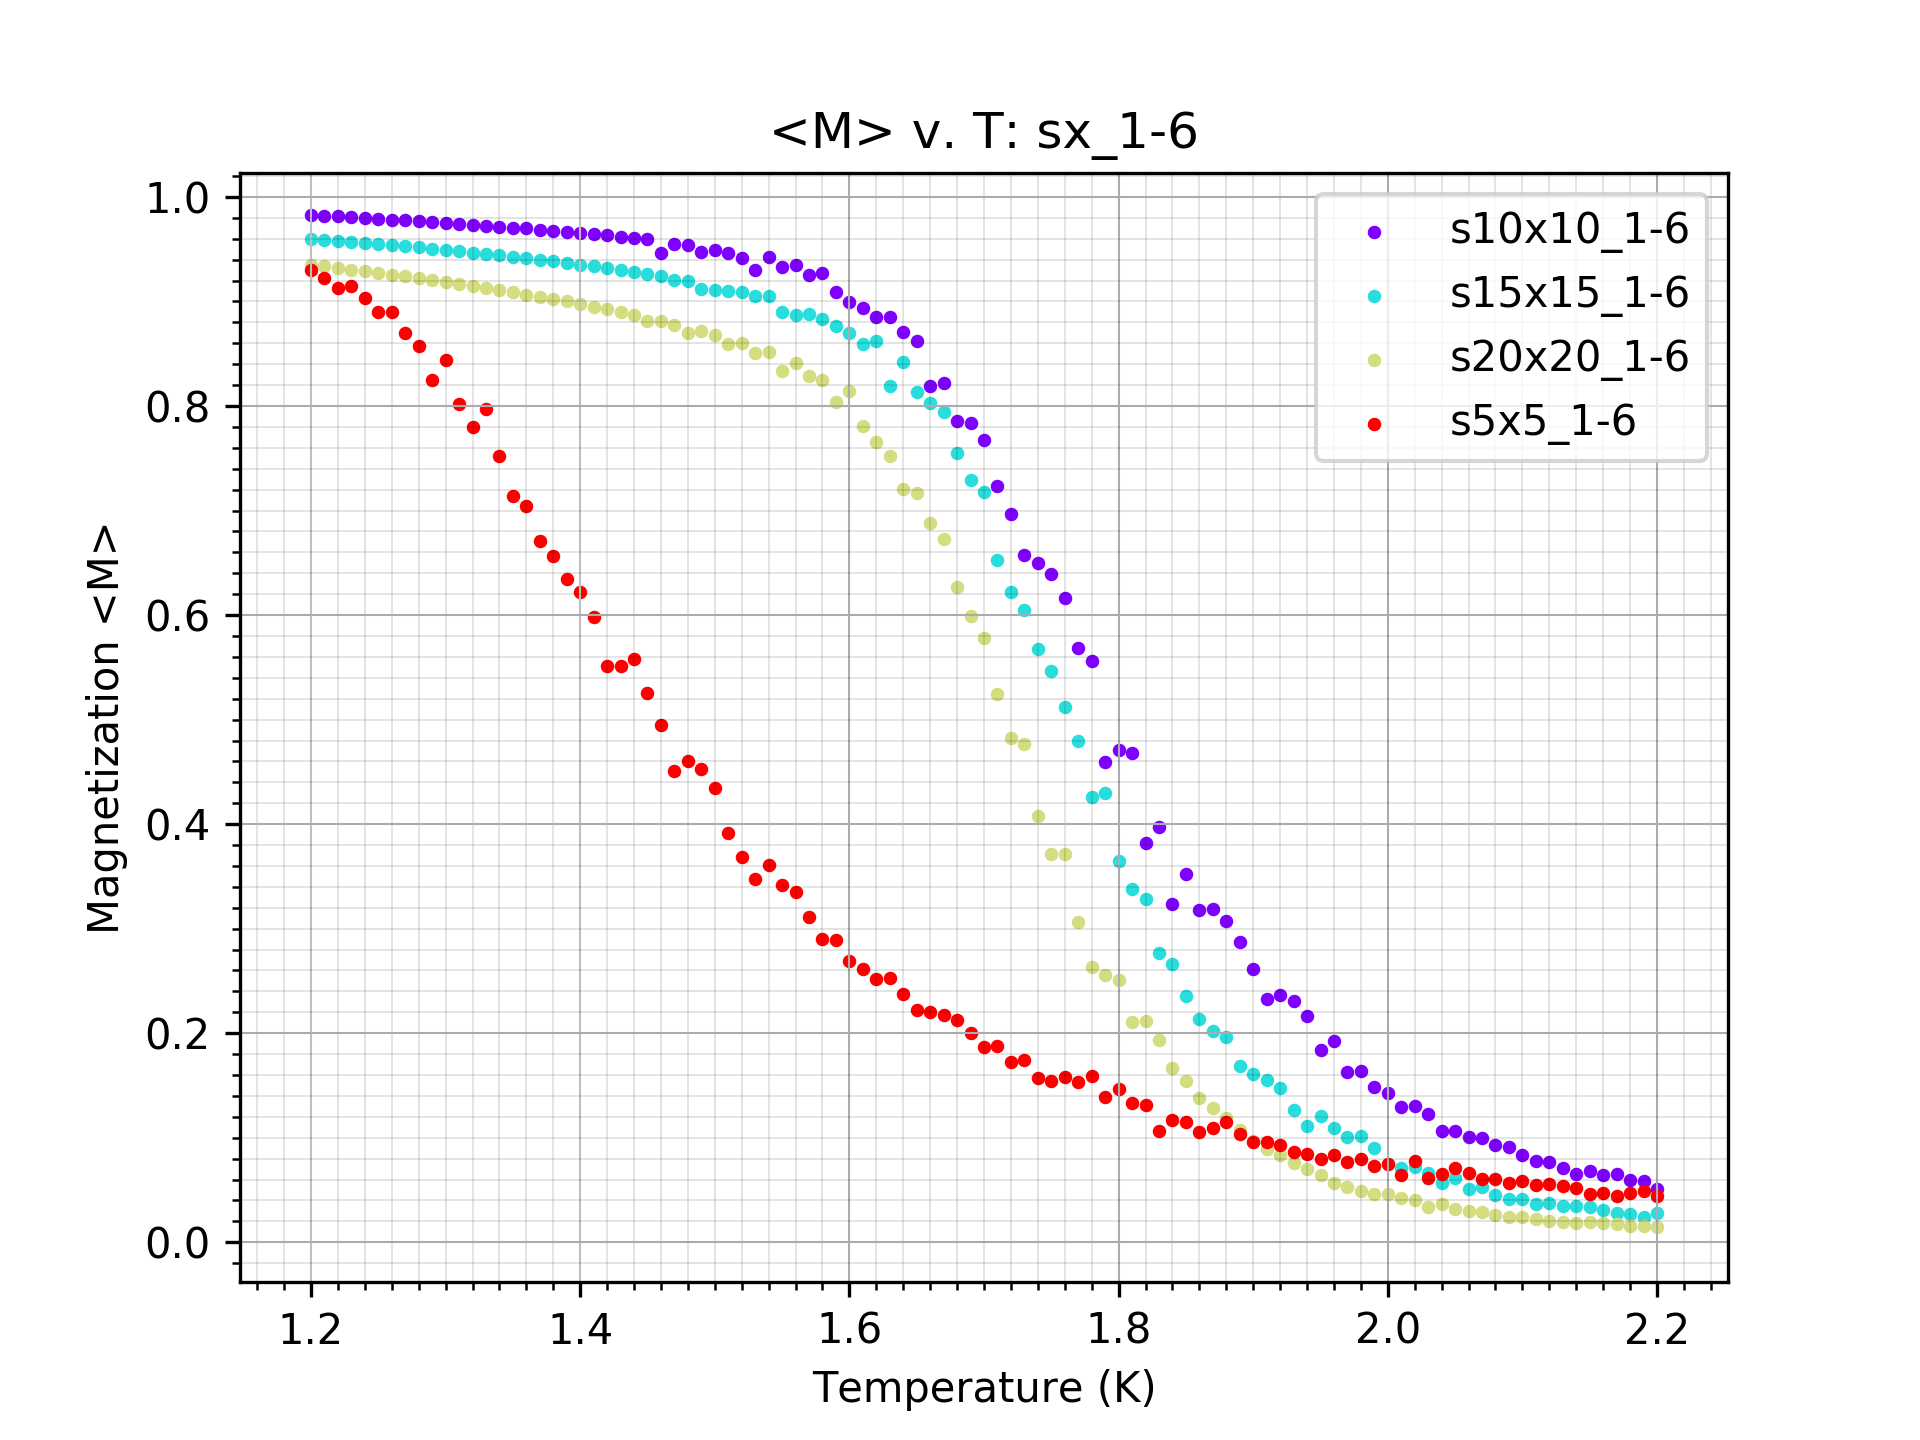 <M> v. T: sx_1-6
1.0
0.8
0.6
0.4
0.2
0.0
Magnetization <M>
s10x10_1-6
s15x15_1-6
s20x20_1-6
s5x5_1-6
1.2 1.4 1.6 1.8 2.0 2.2
Temperature (K)